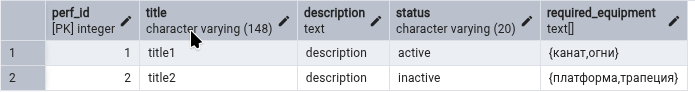 perf_id title description status required_equipment
[PK] integer character varying (148) text character varying (20) text[]
1 1 title1 description active {канат,огни}
2 2 title2 description inactive {платформа,трапеция}